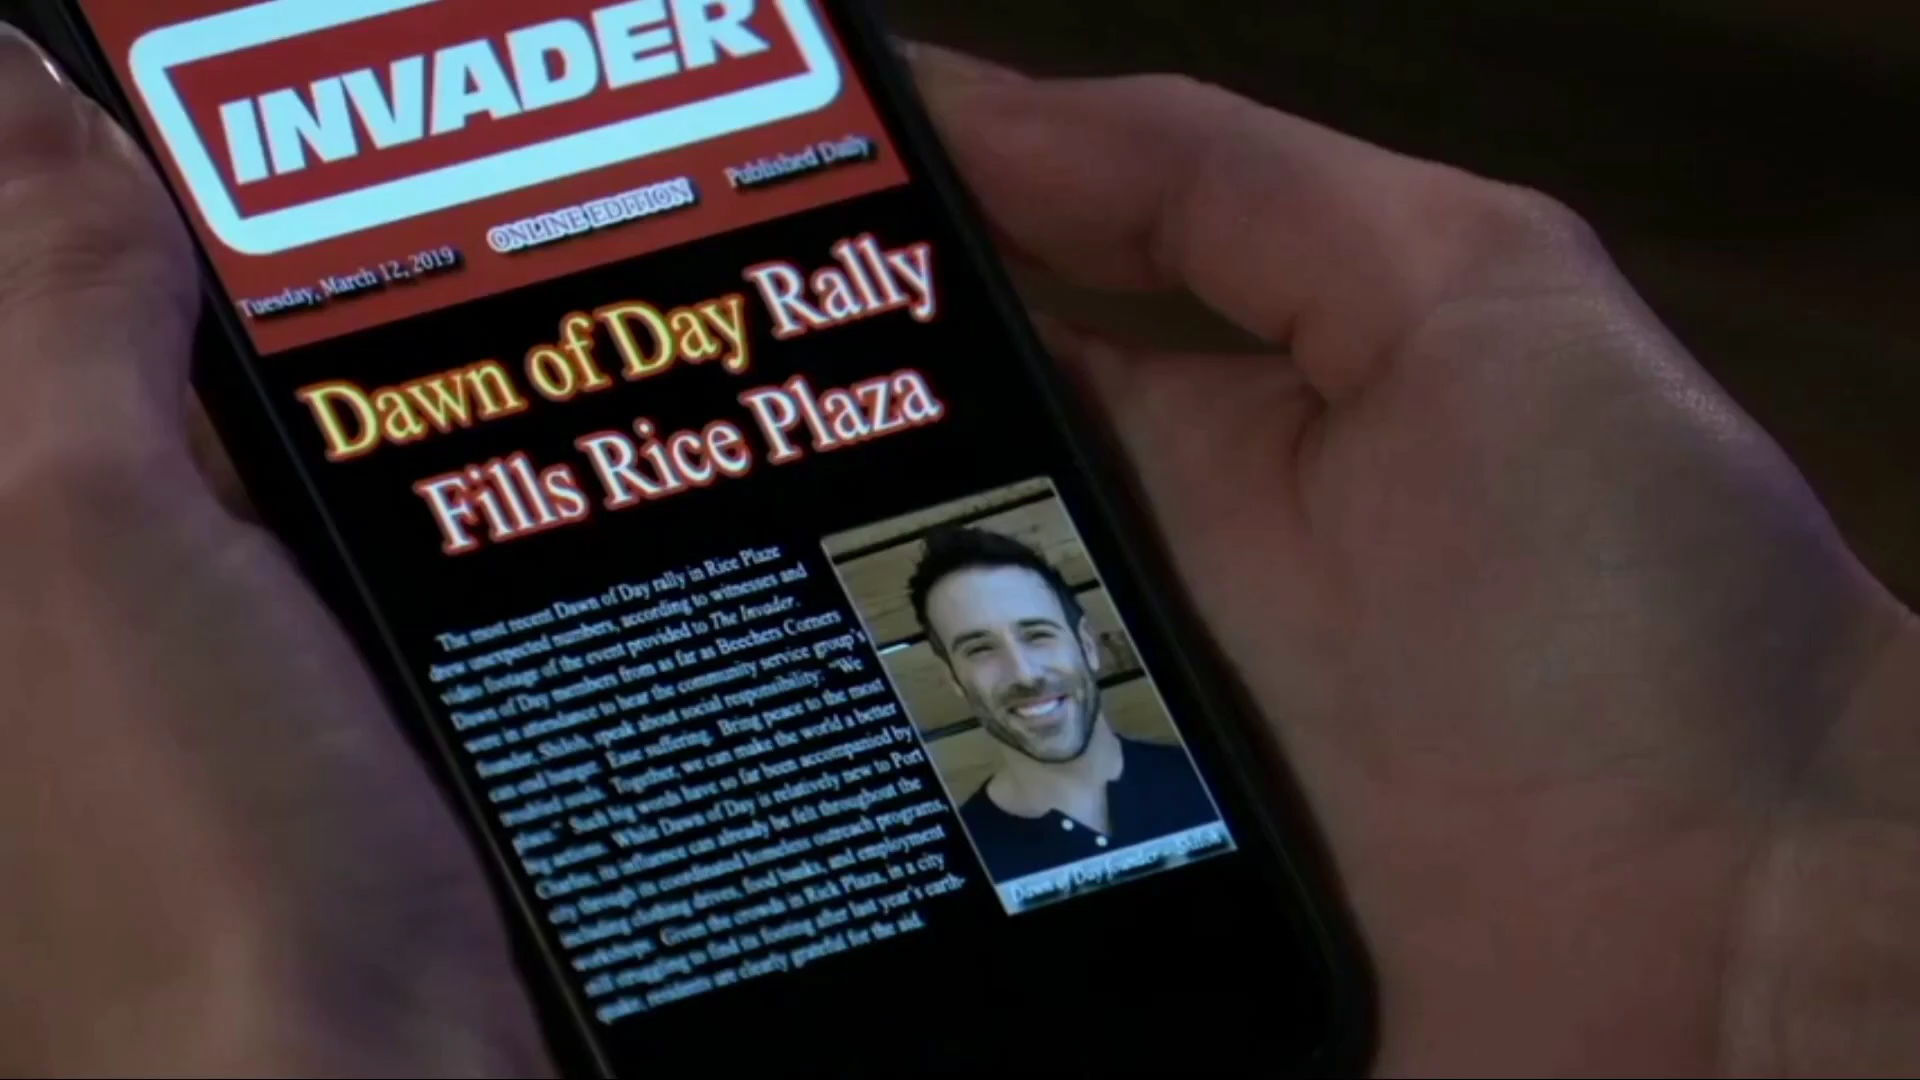 INVADER
Tuesday, March 12, 2019 ONLINE EDITION Published Daily
Dawn of Day Rally
Fills Rice Plaza
The most recent Dawn of Day rally in Rice Plaze
drew unexpected numbers, according to witnesses and
video footage of the event provided to The Invader.
Dawn of Day members from as far as Beechers Corners
were in attendance to hear the community service group's
founder, Shiloh, speak about social responsibility: "We
can end hunger. Ease suffering. Bring peace to the most
troubled souls. Together, we can make the world a better
place." Such big words have so far been accompanied by
big action. While Dawn of Day is relatively new to Port
Charles, its influence can already be felt throughout the
city through its coordinated homeless outreach programs,
including clothing drives, food banks, and employment
workshops. Given the crowds in Rick Plaza, in a city
still struggling to find its footing after last year's earth-
quake, residents are clearly grateful for the aid.
Dawn of Day founder